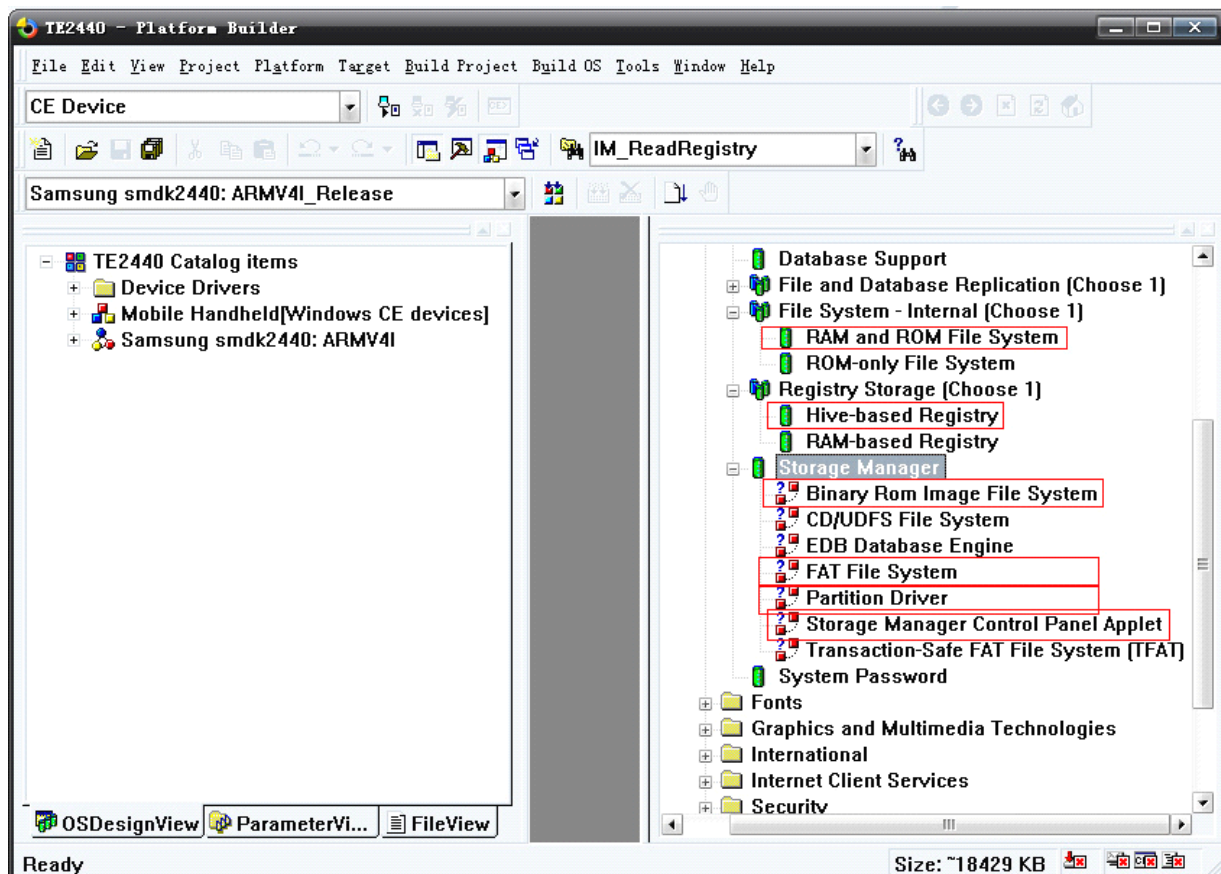 TE2440 - Platform Builder
File Edit View Project Platform Target Build Project Build OS Tools Window Help
CE Device
IM_ReadRegistry
Samsung smdk2440: ARMV4I_Release
TE2440 Catalog items
Device Drivers
Mobile Handheld[Windows CE devices]
Samsung smdk2440: ARMV4I
OSDesignView
ParameterVi...
FileView
Database Support
File and Database Replication (Choose 1)
File System - Internal (Choose 1)
RAM and ROM File System
ROM-only File System
Registry Storage (Choose 1)
Hive-based Registry
RAM-based Registry
Storage Manager
Binary Rom Image File System
CD/UDFS File System
EDB Database Engine
FAT File System
Partition Driver
Storage Manager Control Panel Applet
Transaction-Safe FAT File System (TFAT)
System Password
Fonts
Graphics and Multimedia Technologies
International
Internet Client Services
Security
Ready
Size: ~18429 KB